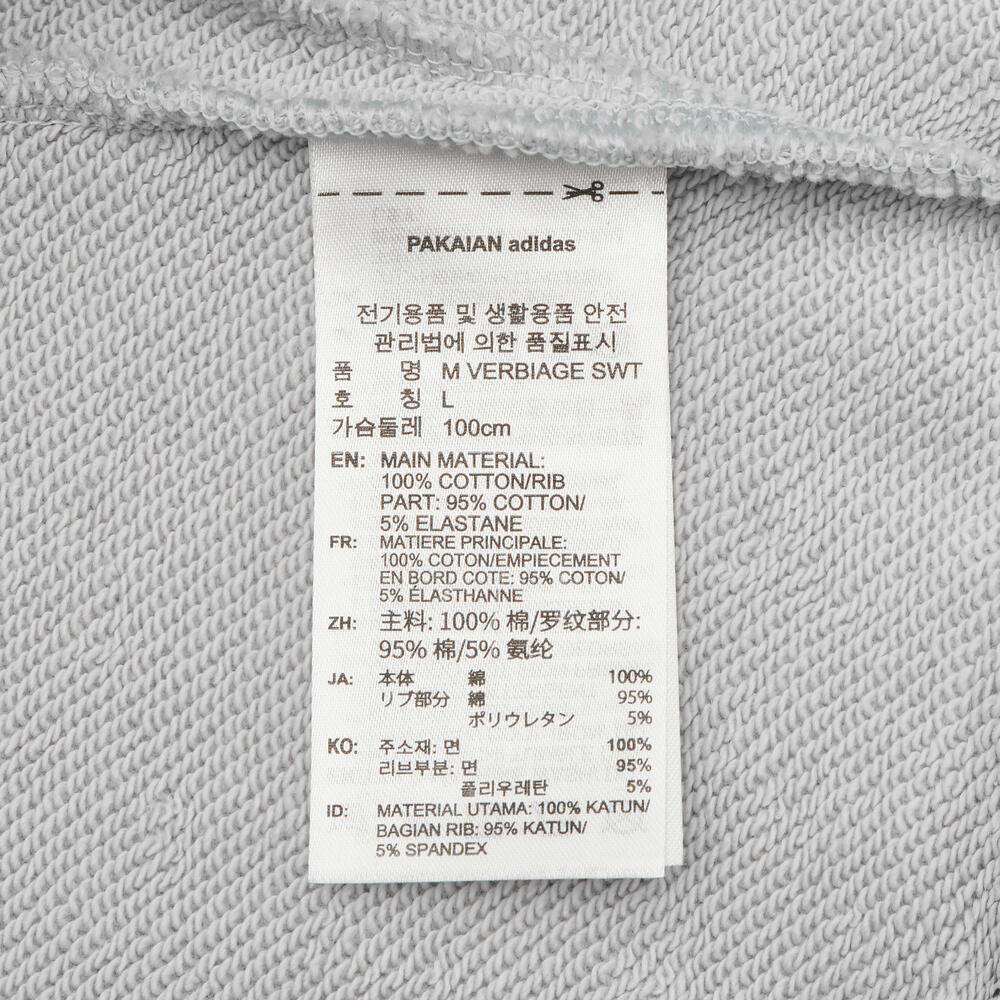 PAKAIAN adidas
전기용품 및 생활용품 안전
관리법에 의한 품질표시
품 명 M VERBIAGE SWT
호 칭 L
가슴둘레 100cm
EN: MAIN MATERIAL:
100% COTTON/RIB
PART: 95% COTTON/
5% ELASTANE
FR: MATIERE PRINCIPALE:
100% COTON/EMPIECEMENT
EN BORD COTE: 95% COTON/
5% ÉLASTHANNE
ZH: 主料: 100% 棉/罗纹部分:
95% 棉/5% 氨纶
JA: 本体 綿 100%
リブ部分 綿 95%
ポリウレタン 5%
KO: 주소재: 면 100%
리브부분: 면 95%
폴리우레탄 5%
ID: MATERIAL UTAMA: 100% KATUN/
BAGIAN RIB: 95% KATUN/
5% SPANDEX